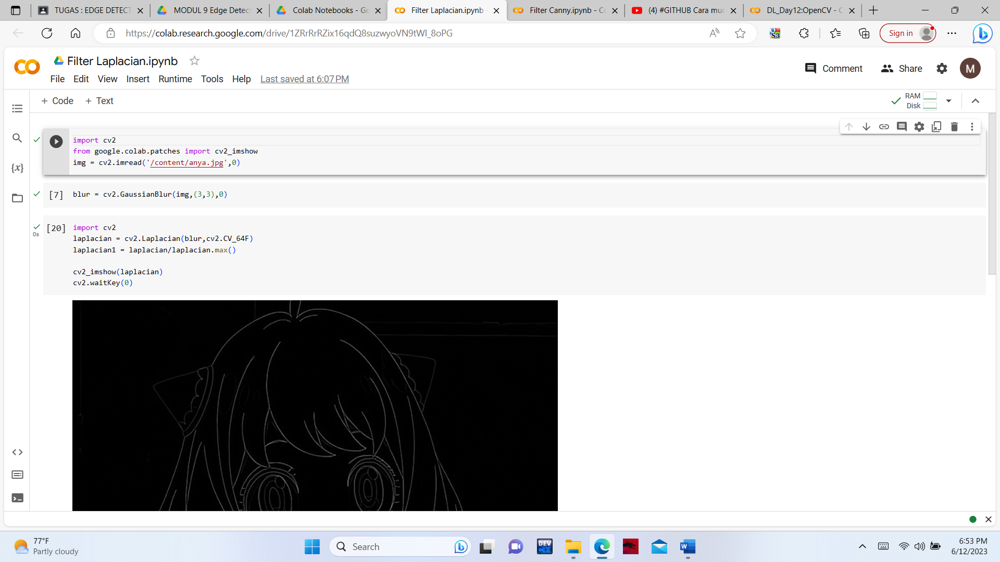 TUGAS : EDGE DETECT
MODUL 9 Edge Detec
Colab Notebooks - Go
Filter Laplacian.ipynb -
Filter Canny.ipynb - Co
(4) #GITHUB Cara mud
DL_Day12:OpenCV - C
https://colab.research.google.com/drive/1ZRrRrRZix16qdQ8suzwyoVN9tWI_8oPG
Sign in
Filter Laplacian.ipynb
Comment
Share
M
File Edit View Insert Runtime Tools Help Last saved at 6:07 PM
+ Code + Text
RAM
Disk
import cv2
from google.colab.patches import cv2_imshow
img = cv2.imread('/content/anya.jpg',0)
{x}
[7] blur = cv2.GaussianBlur(img,(3,3),0)
[20] import cv2
0s
laplacian = cv2.Laplacian(blur,cv2.CV_64F)
laplacian1 = laplacian/laplacian.max()
cv2_imshow(laplacian)
cv2.waitKey(0)
77°F
Partly cloudy
Search
DEV
C++
W
6:53 PM
6/12/2023